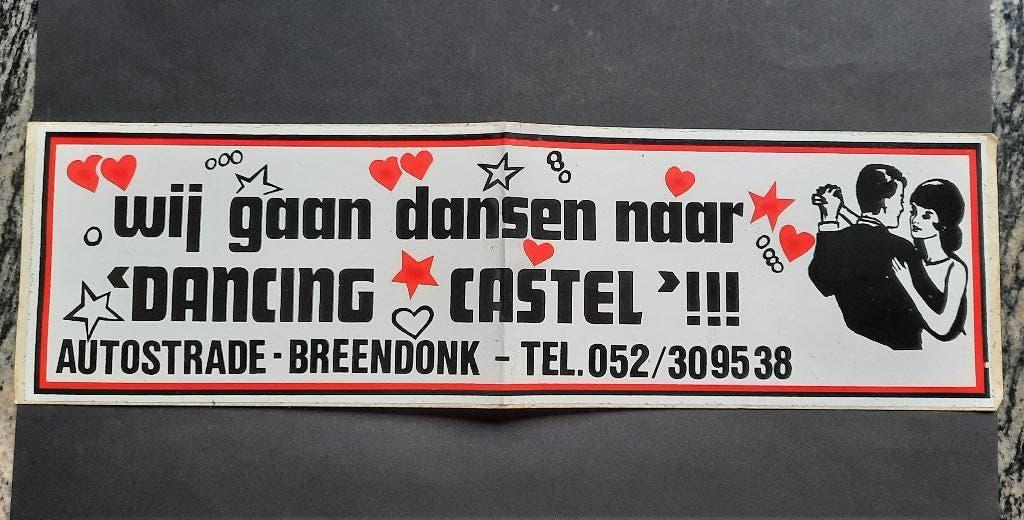 wij gaan dansen naar
‘DANCING CASTEL’!!!
AUTOSTRADE - BREENDONK - TEL. 052/309538